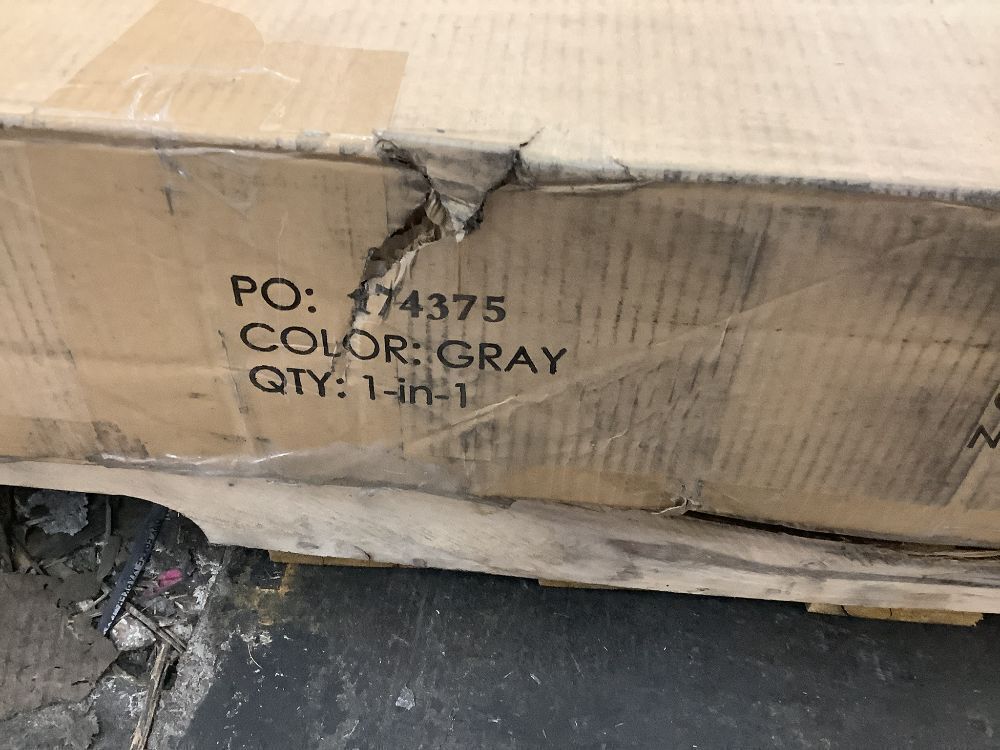 PO: 174375
COLOR: GRAY
QTY: 1-in-1